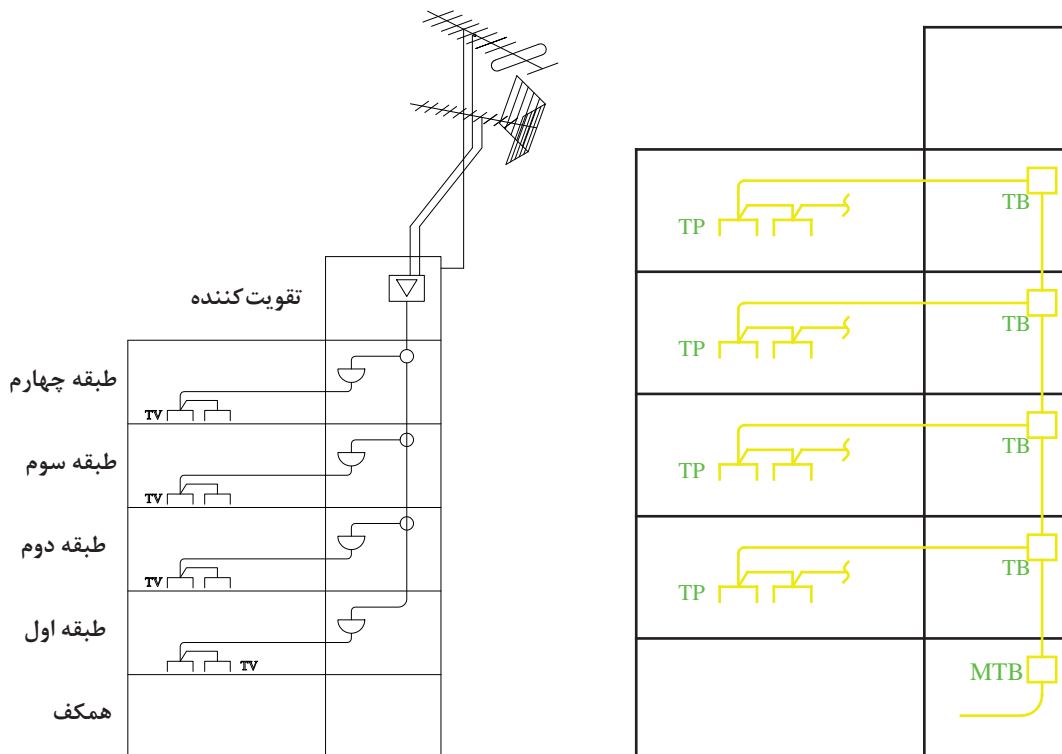 تقویت‌کننده
طبقه چهارم
TV
طبقه سوم
TV
طبقه دوم
TV
طبقه اول
TV
همکف
TB
TP
TB
TP
TB
TP
TB
TP
MTB